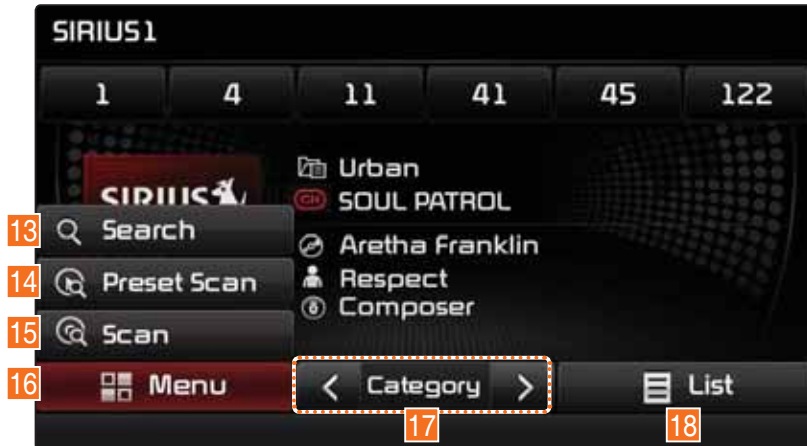 SIRIUS1
1 4 11 41 45 122
Urban
SIRIUS
CH SOUL PATROL
13 Search
Aretha Franklin
14 Preset Scan
Respect
Composer
15 Scan
16 Menu < Category > List
17 18